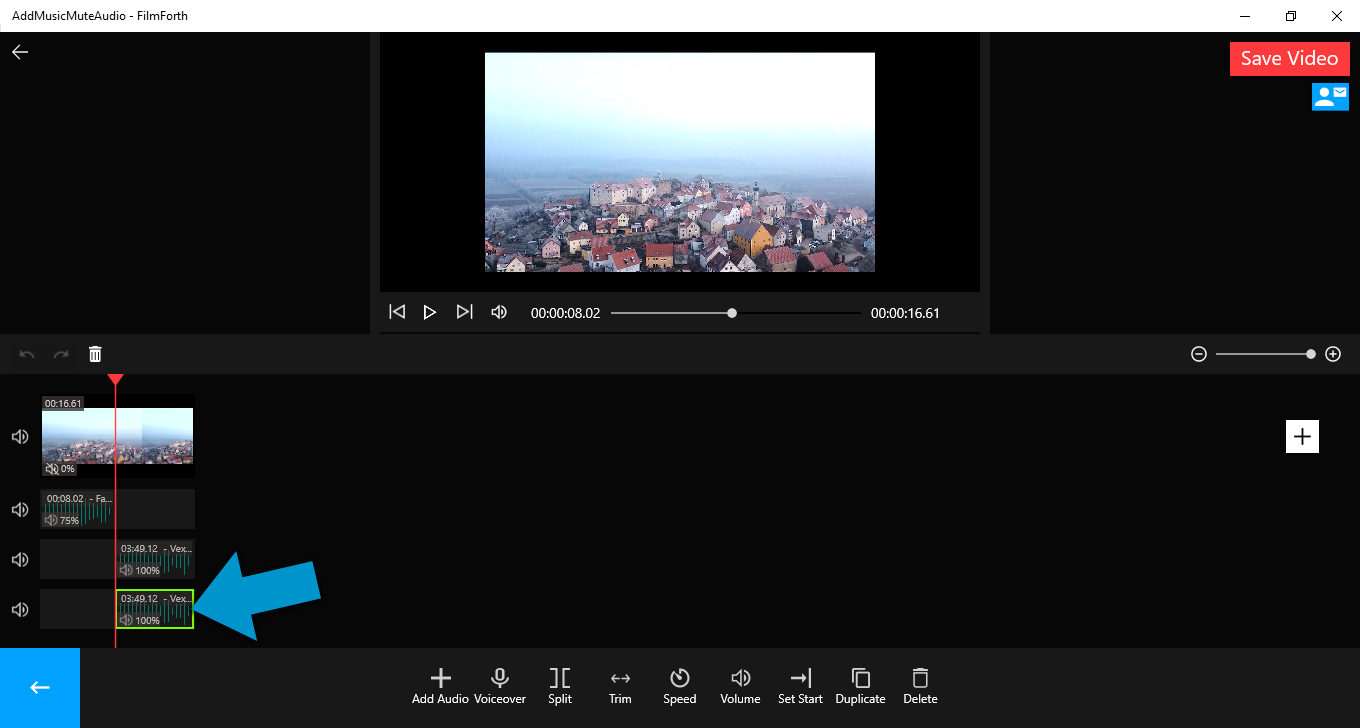 AddMusicMuteAudio - FilmForth
Save Video
00:00:08.02
00:00:16.61
00:16.61
0%
00:08.02 - Fa...
75%
03:49.12 - Vex...
100%
03:49.12 - Vex...
100%
Add Audio Voiceover Split Trim Speed Volume Set Start Duplicate Delete